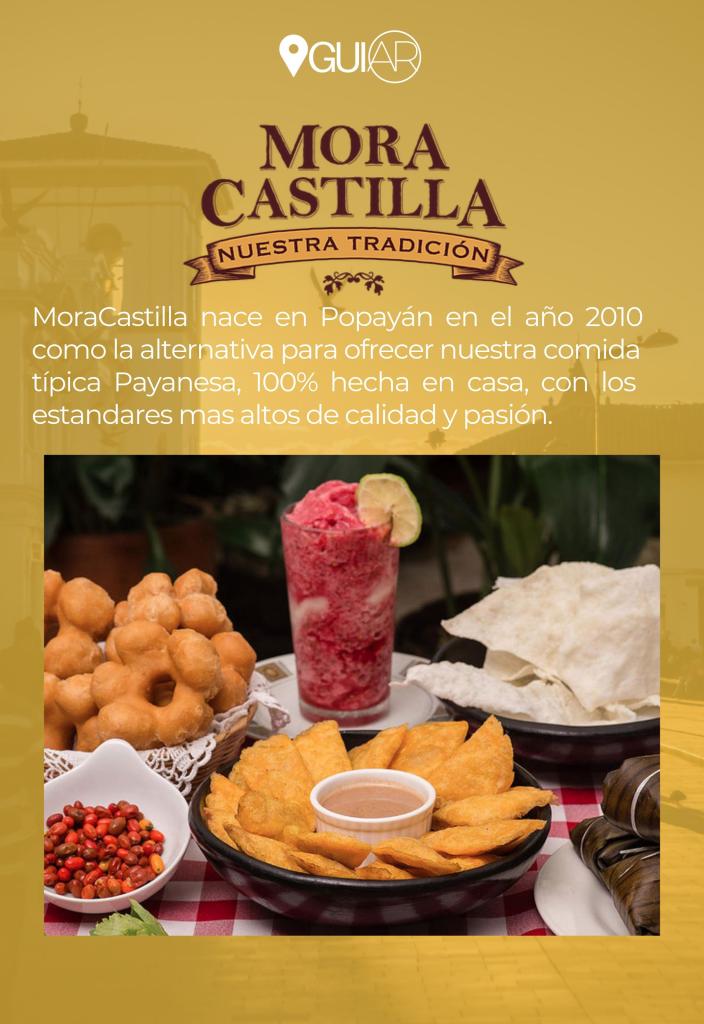 GUIAR
MORA
CASTILLA
NUESTRA TRADICIÓN
MoraCastilla nace en Popayán en el año 2010
como la alternativa para ofrecer nuestra comida
típica Payanesa, 100% hecha en casa, con los
estandares mas altos de calidad y pasión.